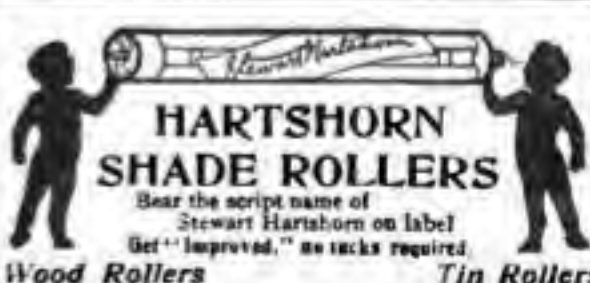 Stewart Hartshorn
HARTSHORN
SHADE ROLLERS
Bear the script name of
Stewart Hartshorn on label
Get "Improved," no tacks required
Wood Rollers Tin Rollers